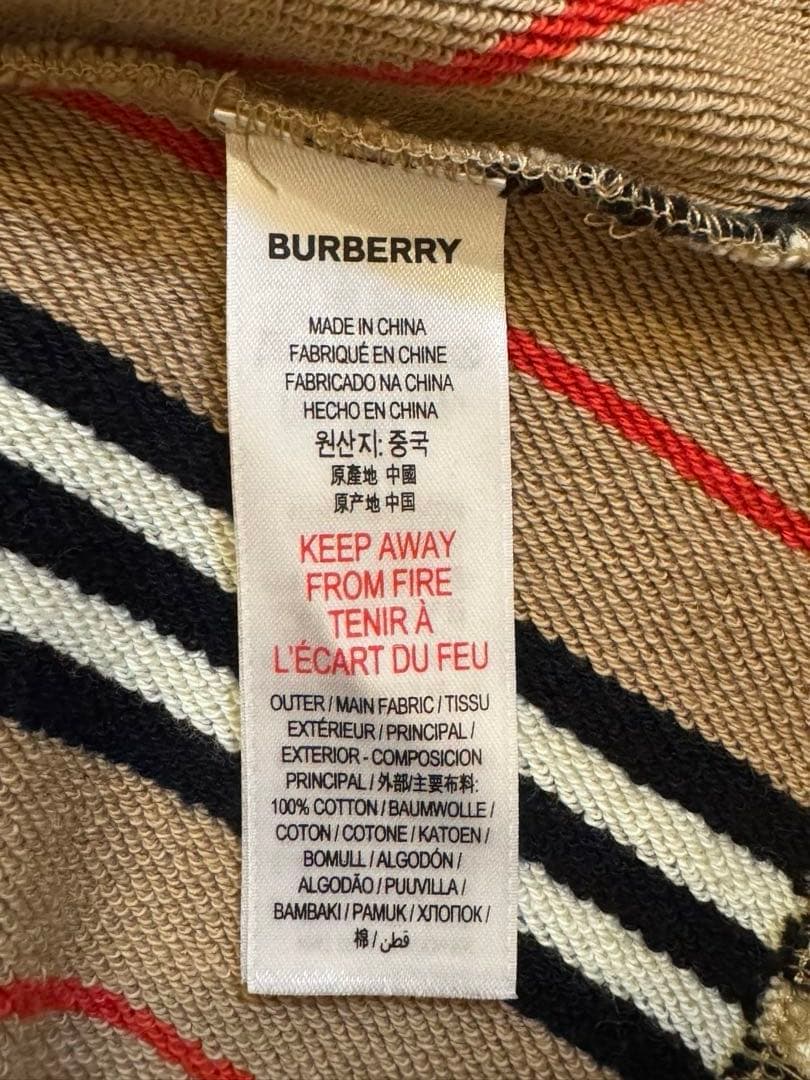 BURBERRY
MADE IN CHINA
FABRIQUÉ EN CHINE
FABRICADO NA CHINA
HECHO EN CHINA
원산지: 중국
原產地 中國
原产地 中国
KEEP AWAY
FROM FIRE
TENIR À
L'ÉCART DU FEU
OUTER / MAIN FABRIC / TISSU
EXTÉRIEUR / PRINCIPAL /
EXTERIOR - COMPOSICION
PRINCIPAL / 外部/主要布料:
100% COTTON / BAUMWOLLE /
COTON / COTONE / KATOEN /
BOMULL / ALGODÓN /
ALGODÃO / PUUVILLA /
BAMBAKI / PAMUK / ХЛОПОК /
棉 / قطن